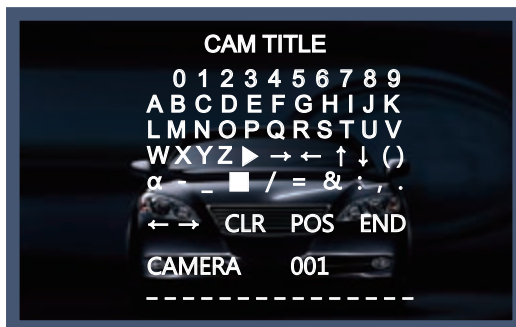 CAM TITLE
0 1 2 3 4 5 6 7 8 9
A B C D E F G H I J K
L M N O P Q R S T U V
W X Y Z ▶ → ← ↑ ↓ ( )
α - _ ■ / = & : , .
← → CLR POS END
CAMERA 001
_ _ _ _ _ _ _ _ _ _ _ _ _ _ _